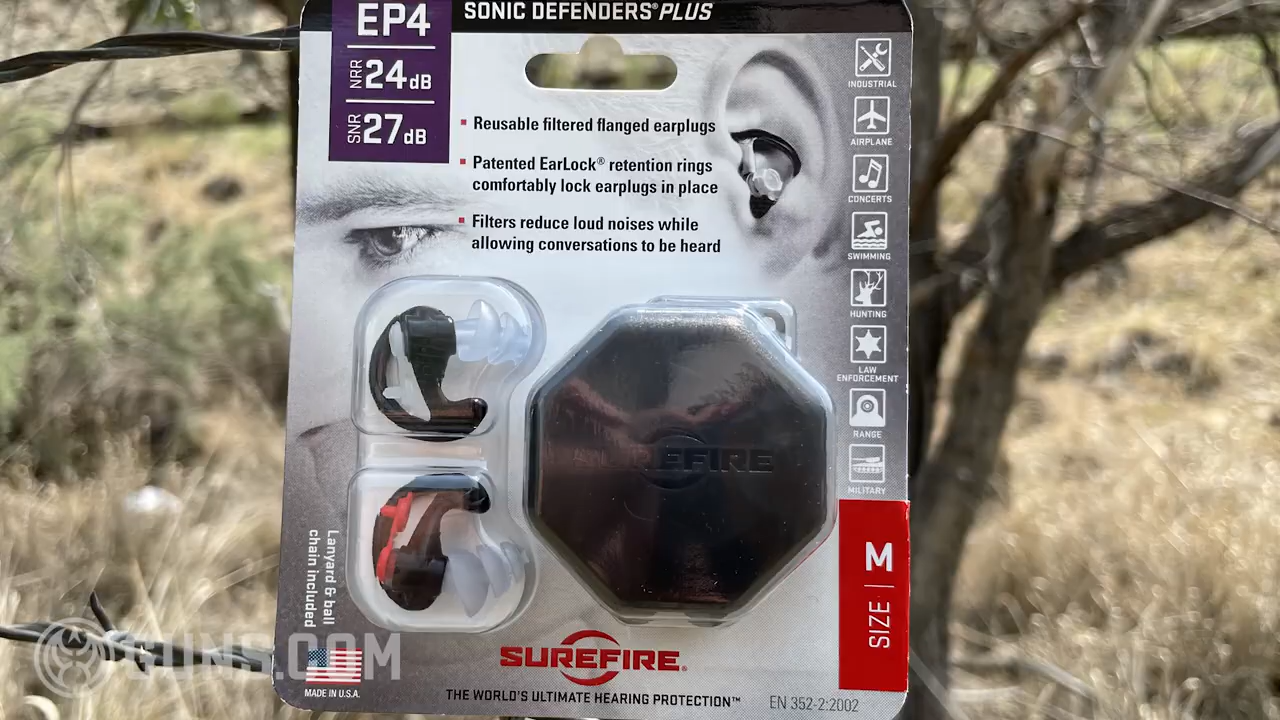 SONIC DEFENDERS® PLUS
EP4
NRR 24dB
SNR 27dB
▪ Reusable filtered flanged earplugs
▪ Patented EarLock® retention rings
comfortably lock earplugs in place
▪ Filters reduce loud noises while
allowing conversations to be heard
INDUSTRIAL
AIRPLANE
CONCERTS
SWIMMING
HUNTING
LAW
ENFORCEMENT
RANGE
MILITARY
SUREFIRE
Lanyard & ball
chain included
SIZE | M
GUNS.COM
MADE IN U.S.A.
SUREFIRE®
THE WORLD'S ULTIMATE HEARING PROTECTION™
EN 352-2:2002